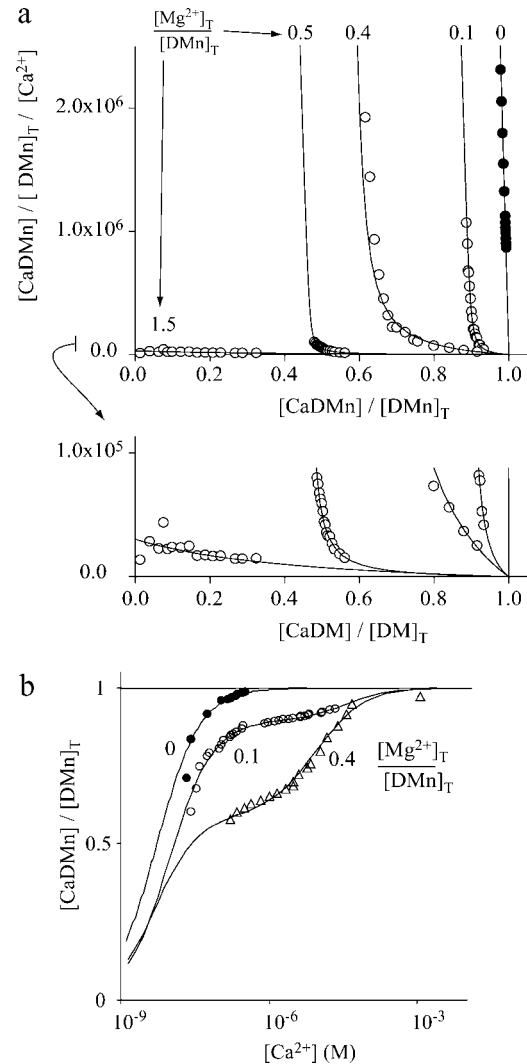 a
[Mg²⁺]T
[DMn]T
0.5
0.4
0.1
0
[CaDMn] / [DMn]T / [Ca²⁺]
2.0x10⁶
1.0x10⁶
0.0
1.5
0.0 0.2 0.4 0.6 0.8 1.0
[CaDMn] / [DMn]T
1.0x10⁵
0.0
0.0 0.2 0.4 0.6 0.8 1.0
[CaDM] / [DM]T
b
[CaDMn] / [DMn]T
1
0.5
0
0
0.1
0.4
[Mg²⁺]T
[DMn]T
10⁻⁹ 10⁻⁶ 10⁻³
[Ca²⁺] (M)